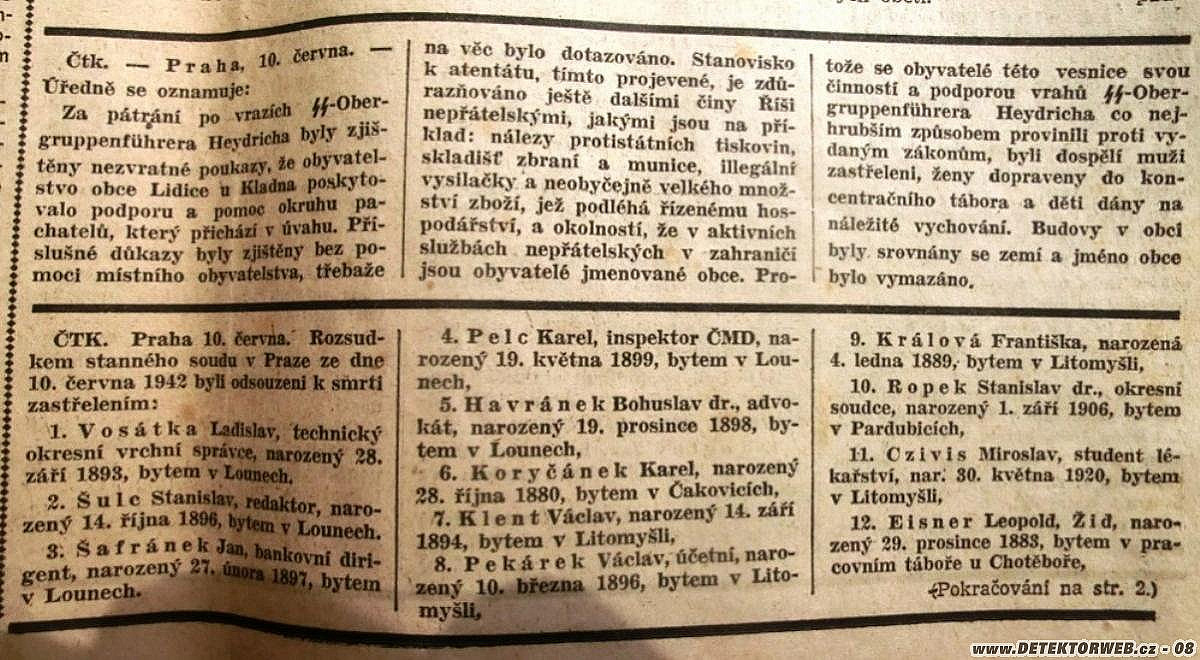 Čtk. — Praha, 10. června. —
Úředně se oznamuje:
Za pátrání po vrazích SS-Ober-
gruppenführera Heydricha byly zjiš-
těny nezvratné poukazy, že obyvatel-
stvo obce Lidice u Kladna poskyto-
valo podporu a pomoc okruhu pa-
chatelů, který přichází v úvahu. Pří-
slušné důkazy byly zjištěny bez po-
moci místního obyvatelstva, třebaže
na věc bylo dotazováno. Stanovisko
k atentátu, tímto projevené, je zdů-
razňováno ještě dalšími činy Říši
nepřátelskými, jakými jsou na pří-
klad: nálezy protistátních tiskovin,
skladišť zbraní a munice, illegální
vysilačky a neobyčejně velkého množ-
ství zboží, jež podléhá řízenému hos-
podářství, a okolností, že v aktivních
službách nepřátelských v zahraničí
jsou obyvatelé jmenované obce. Pro-
tože se obyvatelé této vesnice svou
činností a podporou vrahů SS-Ober-
gruppenführera Heydricha co nej-
hrubším způsobem provinili proti vy-
daným zákonům, byli dospělí muži
zastřeleni, ženy dopraveny do kon-
centračního tábora a děti dány na
náležité vychování. Budovy v obci
byly srovnány se zemí a jméno obce
bylo vymazáno.
ČTK. Praha 10. června. Rozsud-
kem stanného soudu v Praze ze dne
10. června 1942 byli odsouzeni k smrti
zastřelením:
1. Vosátka Ladislav, technický
okresní vrchní správce, narozený 28.
září 1893, bytem v Lounech.
2. Šulc Stanislav, redaktor, naro-
zený 14. října 1896, bytem v Lounech.
3. Šafránek Jan, bankovní diri-
gent, narozený 27. února 1897, bytem
v Lounech.
4. Pelc Karel, inspektor ČMD, na-
rozený 19. května 1899, bytem v Lou-
nech,
5. Havránek Bohuslav dr., advo-
kát, narozený 19. prosince 1898, by-
tem v Lounech,
6. Koryčánek Karel, narozený
28. října 1880, bytem v Čakovicích,
7. Klent Václav, narozený 14. září
1894, bytem v Litomyšli,
8. Pekárek Václav, účetní, naro-
zený 10. března 1896, bytem v Lito-
myšli,
9. Králová Františka, narozená
4. ledna 1889, bytem v Litomyšli,
10. Ropek Stanislav dr., okresní
soudce, narozený 1. září 1906, bytem
v Pardubicích,
11. Czivis Miroslav, student lé-
kařství, nar. 30. května 1920, bytem
v Litomyšli,
12. Eisner Leopold, Žid, naro-
zený 29. prosince 1883, bytem v pra-
covním táboře u Chotěboře,
(Pokračování na str. 2.)
www.DETEKTORWEB.cz - 08